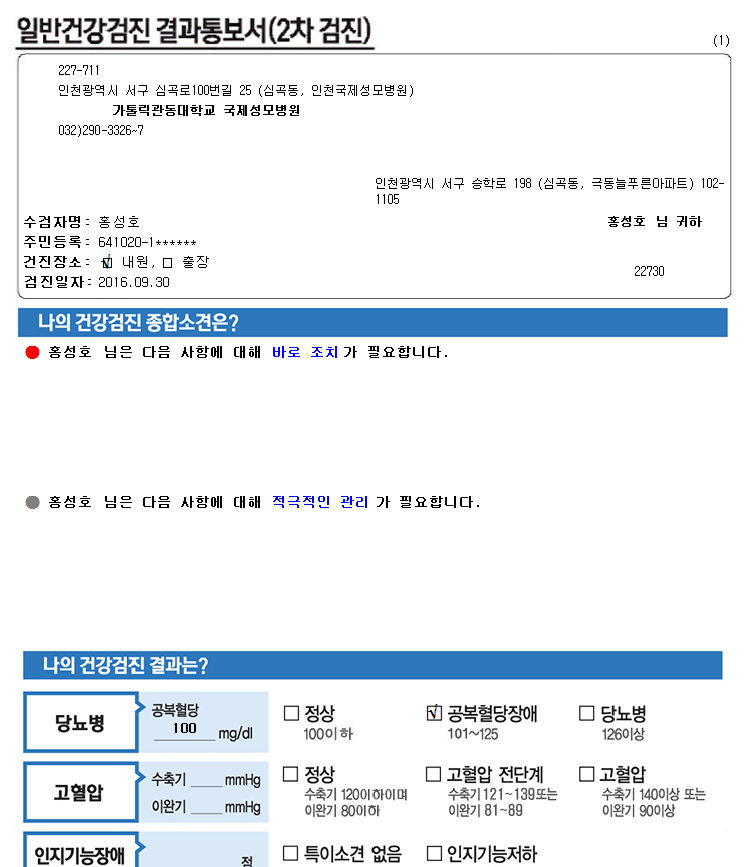 일반건강검진 결과통보서(2차 검진)
(1)
227-711
인천광역시 서구 심곡로100번길 25 (심곡동, 인천국제성모병원)
가톨릭관동대학교 국제성모병원
032)290-3326~7
인천광역시 서구 승학로 198 (심곡동, 극동늘푸른아파트) 102-
1105
수검자명: 홍성호
홍성호 님 귀하
주민등록: 641020-1******
건진장소: ☑ 내원, □ 출장
22730
검진일자: 2016.09.30
나의 건강검진 종합소견은?
● 홍성호 님은 다음 사항에 대해 바로 조치 가 필요합니다.
● 홍성호 님은 다음 사항에 대해 적극적인 관리 가 필요합니다.
나의 건강검진 결과는?
당뇨병
공복혈당
100 mg/dl
□ 정상
100이하
☑ 공복혈당장애
101~125
□ 당뇨병
126이상
고혈압
수축기 ____ mmHg
이완기 ____ mmHg
□ 정상
수축기 120이하이며
이완기 80이하
□ 고혈압 전단계
수축기 121~139또는
이완기 81~89
□ 고혈압
수축기 140이상 또는
이완기 90이상
인지기능장애
점
□ 특이소견 없음
□ 인지기능저하